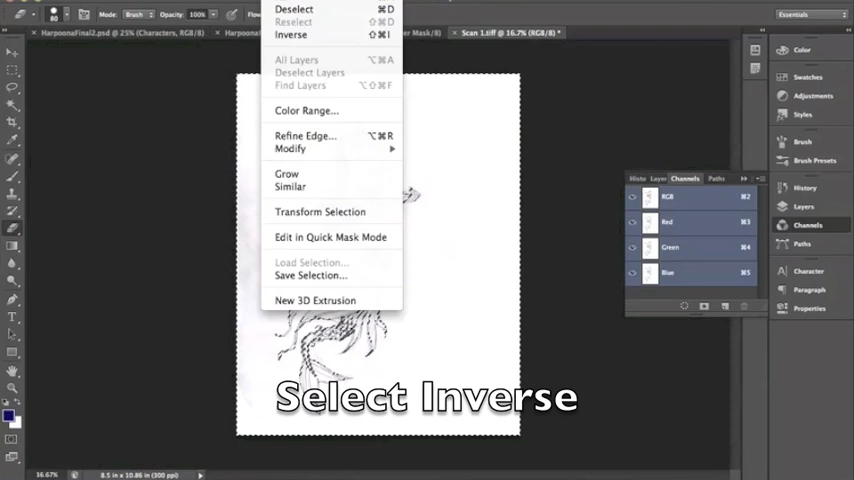 80
Mode:
Brush
Opacity:
100%
Essentials
HarpoonaFinal2.psd @ 25% (Characters, RGB/8)
Scan 1.tiff @ 16.7% (RGB/8) *
Deselect ⌘D
Reselect ⇧⌘D
Inverse ⇧⌘I
All Layers ⌥⌘A
Deselect Layers
Find Layers ⌥⇧⌘F
Color Range...
Refine Edge... ⌥⌘R
Modify
Grow
Similar
Transform Selection
Edit in Quick Mask Mode
Load Selection...
Save Selection...
New 3D Extrusion
Histo Layer Channels Paths
RGB ⌘2
Red ⌘3
Green ⌘4
Blue ⌘5
Color
Swatches
Adjustments
Styles
Brush
Brush Presets
History
Layers
Channels
Paths
Character
Paragraph
Properties
Select Inverse
16.67%
8.5 in x 10.86 in (300 ppi)